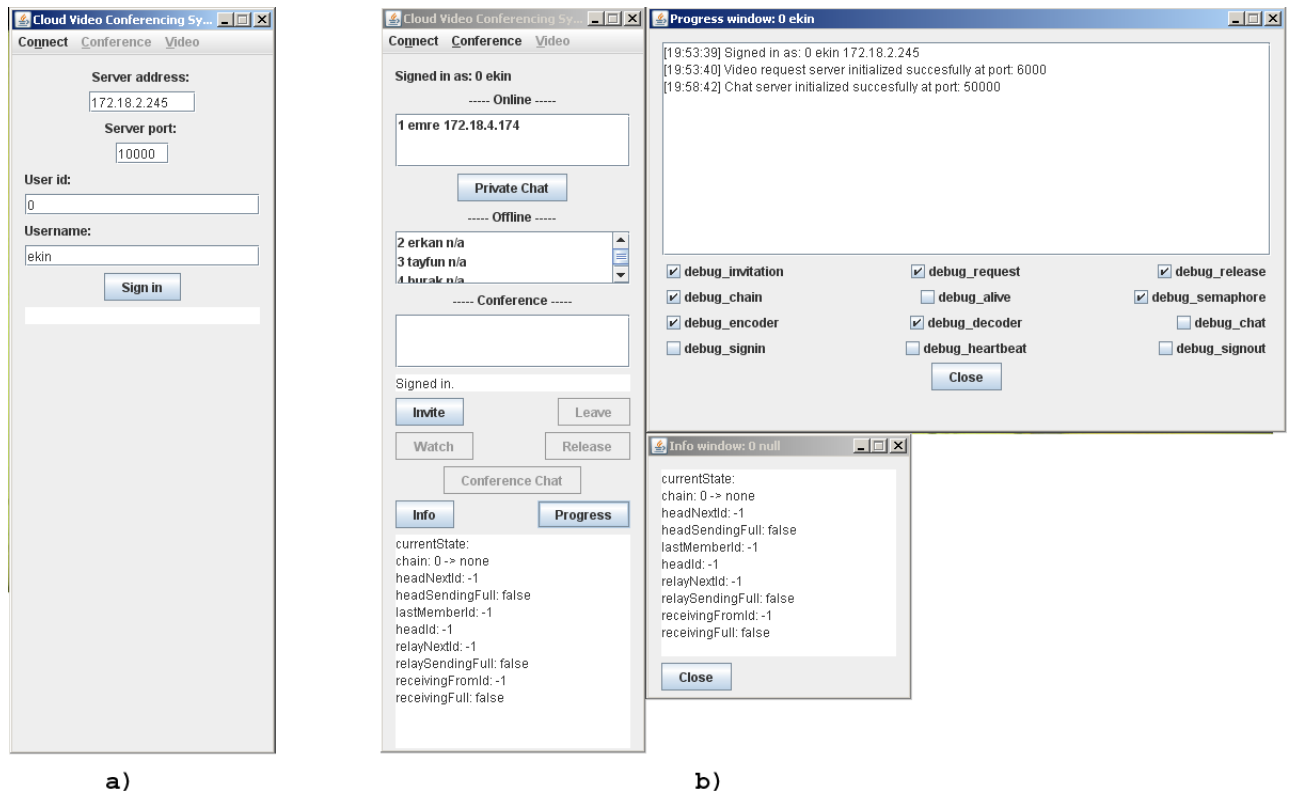 Cloud Video Conferencing Sy...
Connect Conference Video
Server address:
172.18.2.245
Server port:
10000
User id:
0
Username:
ekin
Sign in
Cloud Video Conferencing Sy...
Connect Conference Video
Signed in as: 0 ekin
----- Online -----
1 emre 172.18.4.174
Private Chat
----- Offline -----
2 erkan n/a
3 tayfun n/a
4 burak n/a
----- Conference -----
Signed in.
Invite Leave
Watch Release
Conference Chat
Info Progress
currentState:
chain: 0 -> none
headNextId: -1
headSendingFull: false
lastMemberId: -1
headId: -1
relayNextId: -1
relaySendingFull: false
receivingFromId: -1
receivingFull: false
Progress window: 0 ekin
[19:53:39] Signed in as: 0 ekin 172.18.2.245
[19:53:40] Video request server initialized succesfully at port: 6000
[19:58:42] Chat server initialized succesfully at port: 50000
debug_invitation debug_request debug_release
debug_chain debug_alive debug_semaphore
debug_encoder debug_decoder debug_chat
debug_signin debug_heartbeat debug_signout
Close
Info window: 0 null
currentState:
chain: 0 -> none
headNextId: -1
headSendingFull: false
lastMemberId: -1
headId: -1
relayNextId: -1
relaySendingFull: false
receivingFromId: -1
receivingFull: false
Close
a)
b)